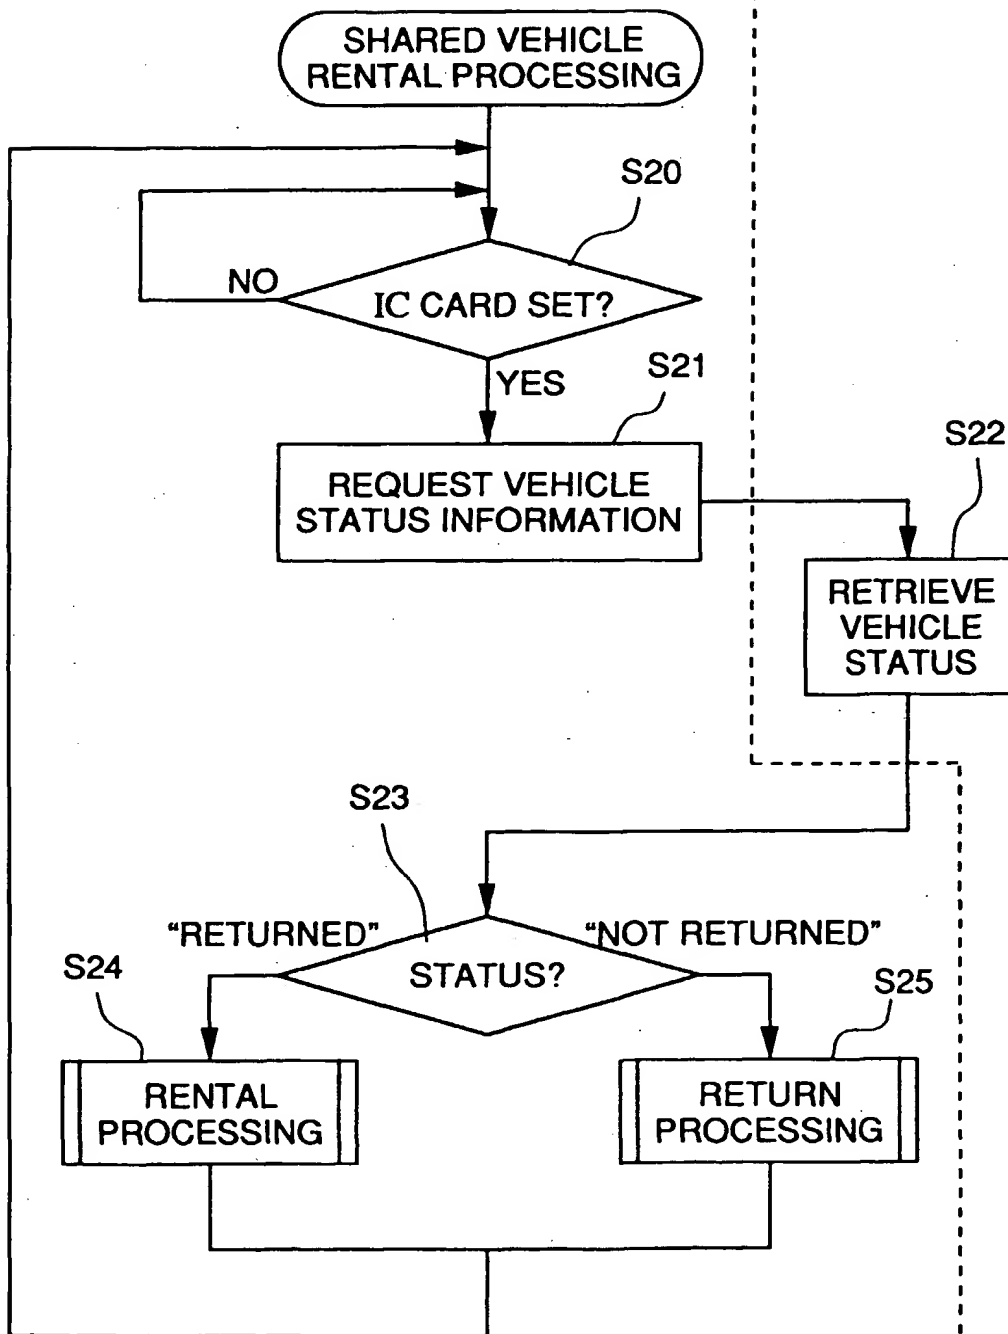 SHARED VEHICLE
RENTAL PROCESSING
S20
NO
IC CARD SET?
YES
S21
REQUEST VEHICLE
STATUS INFORMATION
S22
RETRIEVE
VEHICLE
STATUS
S23
“RETURNED”
“NOT RETURNED”
STATUS?
S24
S25
RENTAL
PROCESSING
RETURN
PROCESSING